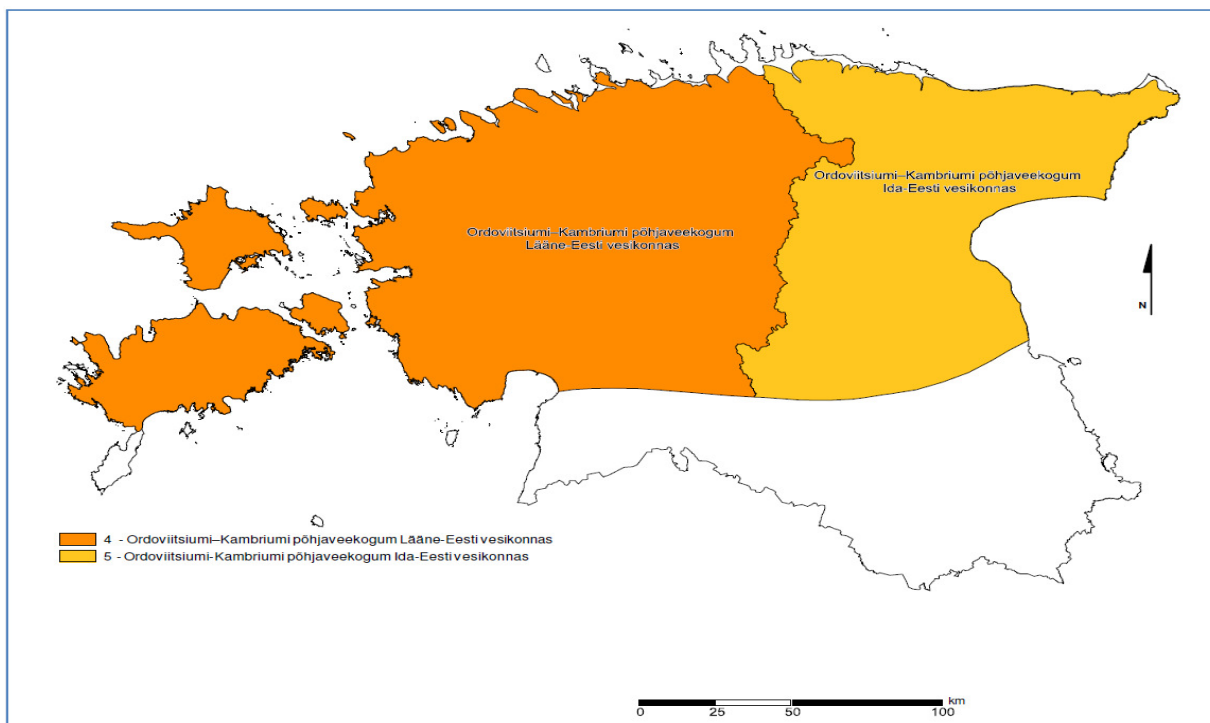 Ordoviitsiumi–Kambriumi põhjaveekogum
Ida-Eesti vesikonnas
Ordoviitsiumi–Kambriumi põhjaveekogum
Lääne-Eesti vesikonnas
N
4 - Ordoviitsiumi–Kambriumi põhjaveekogum Lääne-Eesti vesikonnas
5 - Ordoviitsiumi-Kambriumi põhjaveekogum Ida-Eesti vesikonnas
km
0 25 50 100